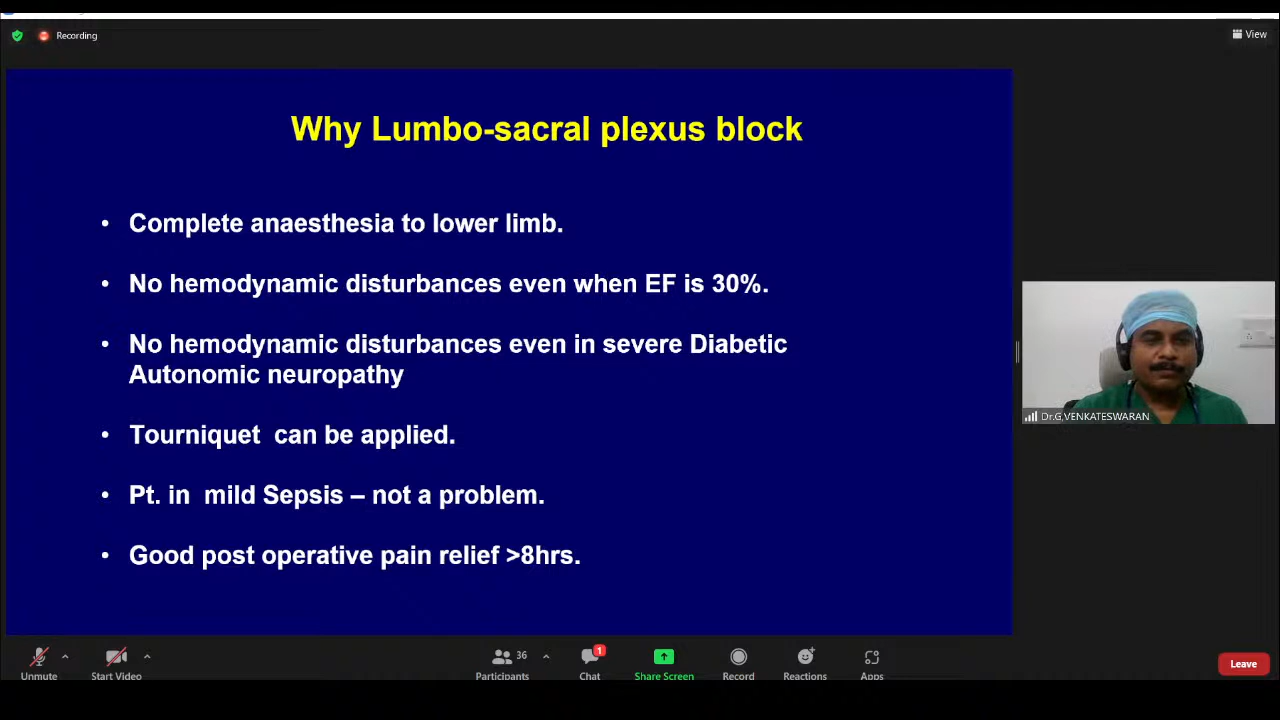 Recording
View
Why Lumbo-sacral plexus block
• Complete anaesthesia to lower limb.
• No hemodynamic disturbances even when EF is 30%.
• No hemodynamic disturbances even in severe Diabetic
Autonomic neuropathy
• Tourniquet can be applied.
• Pt. in mild Sepsis – not a problem.
• Good post operative pain relief >8hrs.
Dr.G,VENKATESWARAN
36
1
Unmute
Start Video
Participants
Chat
Share Screen
Record
Reactions
Apps
Leave